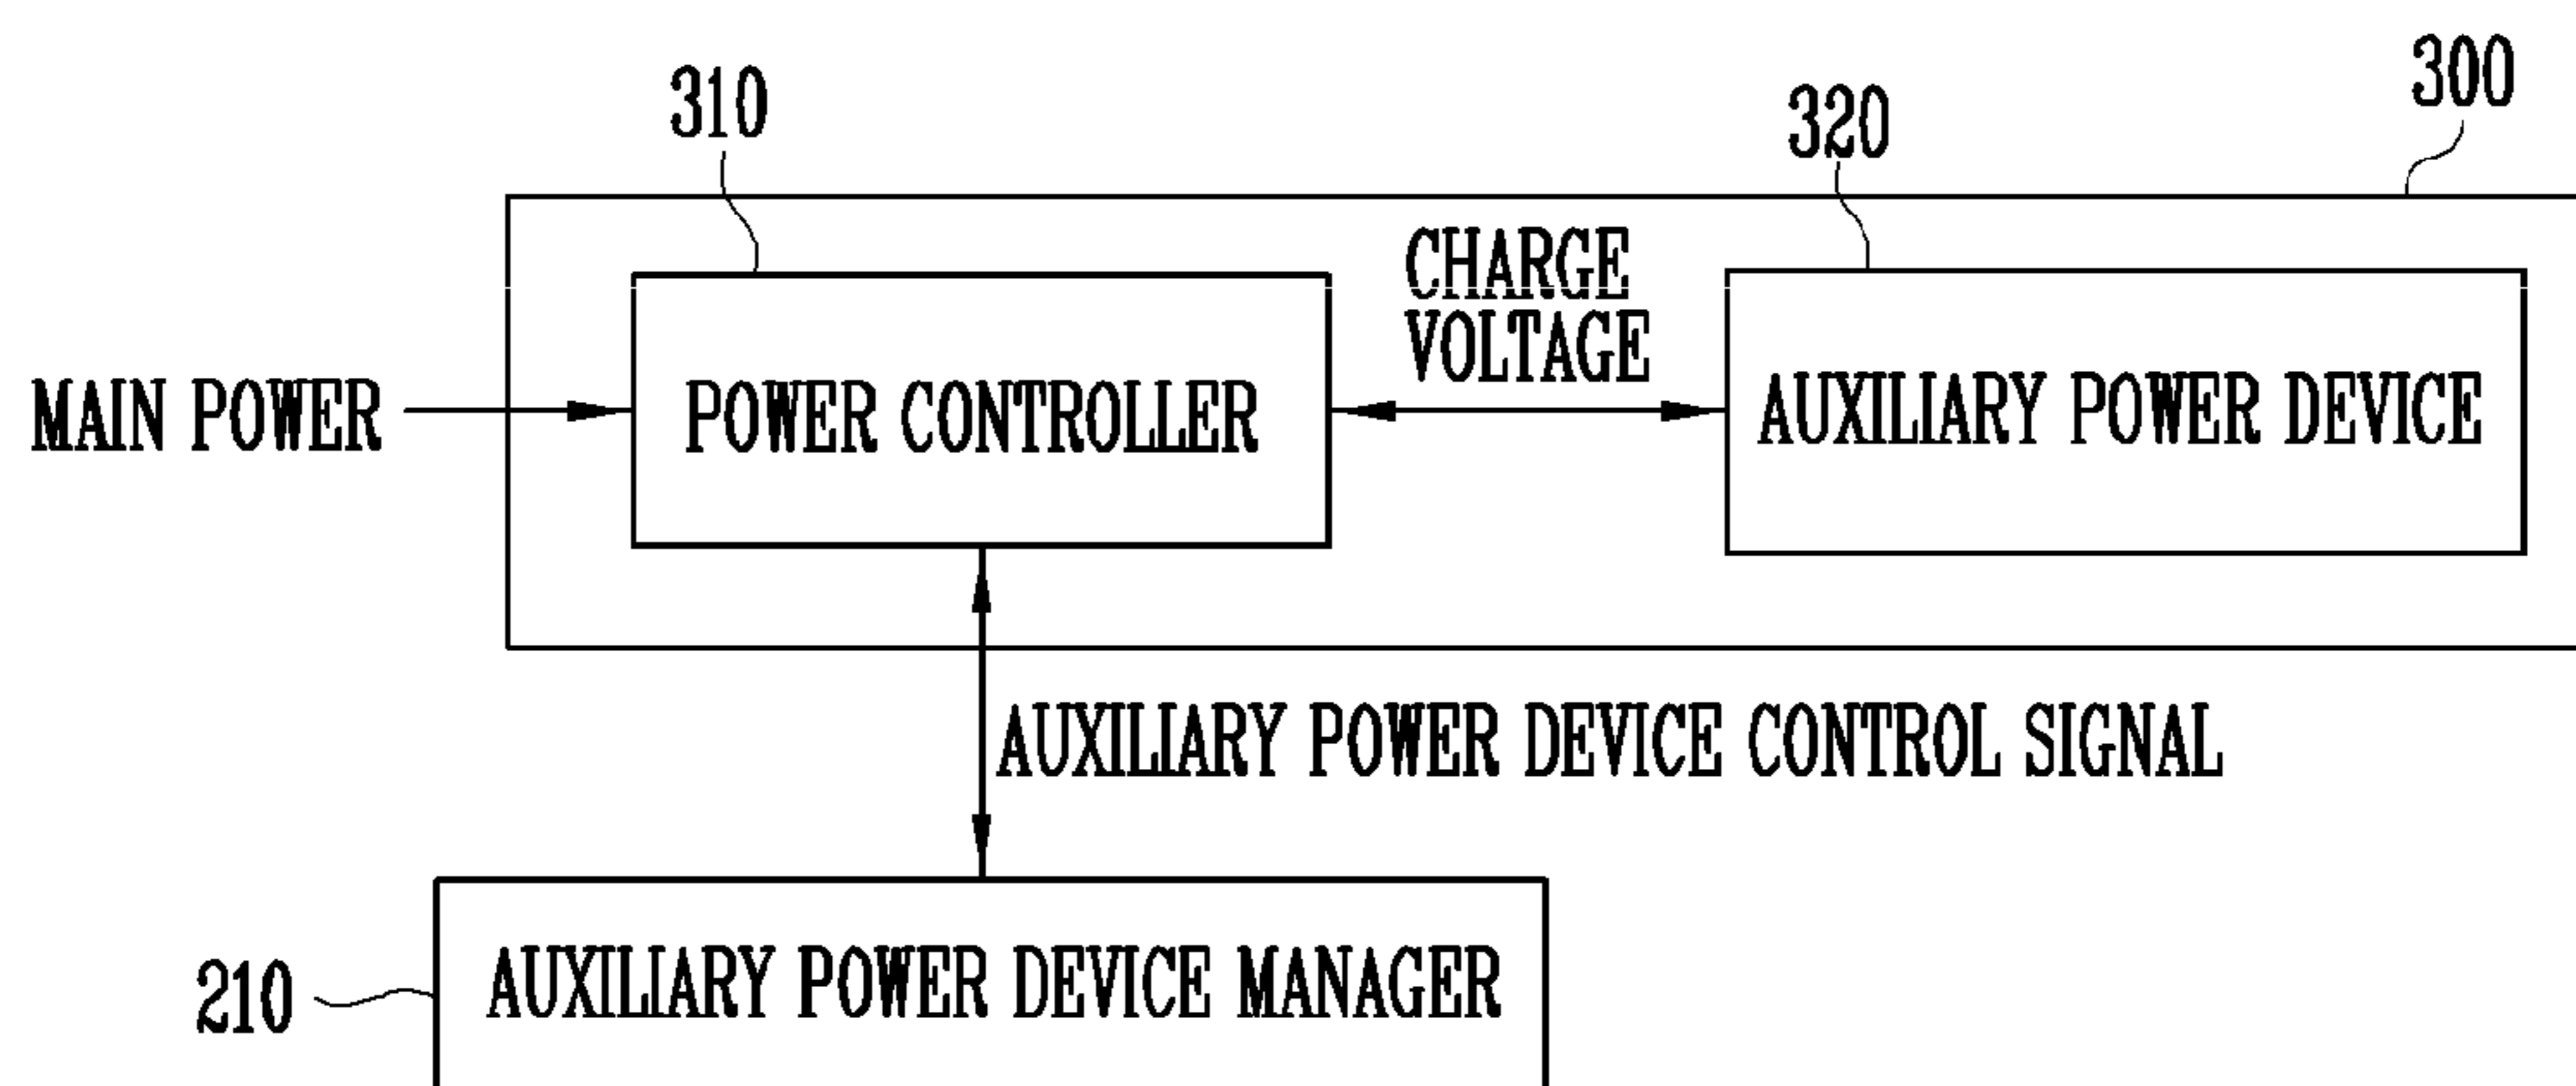 300
310
320
CHARGE
VOLTAGE
MAIN POWER
POWER CONTROLLER
AUXILIARY POWER DEVICE
AUXILIARY POWER DEVICE CONTROL SIGNAL
210
AUXILIARY POWER DEVICE MANAGER